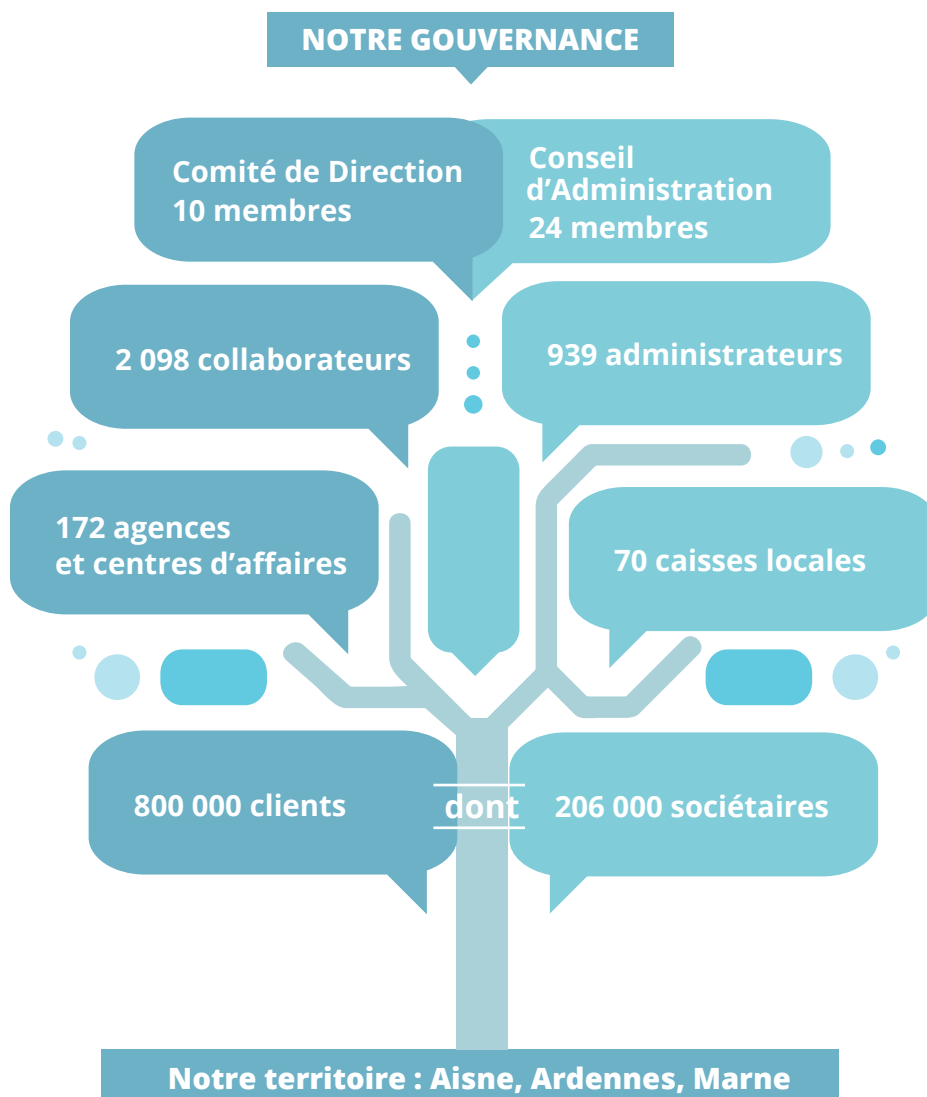 NOTRE GOUVERNANCE
Comité de Direction
10 membres
Conseil
d’Administration
24 membres
2 098 collaborateurs
939 administrateurs
172 agences
et centres d’affaires
70 caisses locales
800 000 clients
dont
206 000 sociétaires
Notre territoire : Aisne, Ardennes, Marne